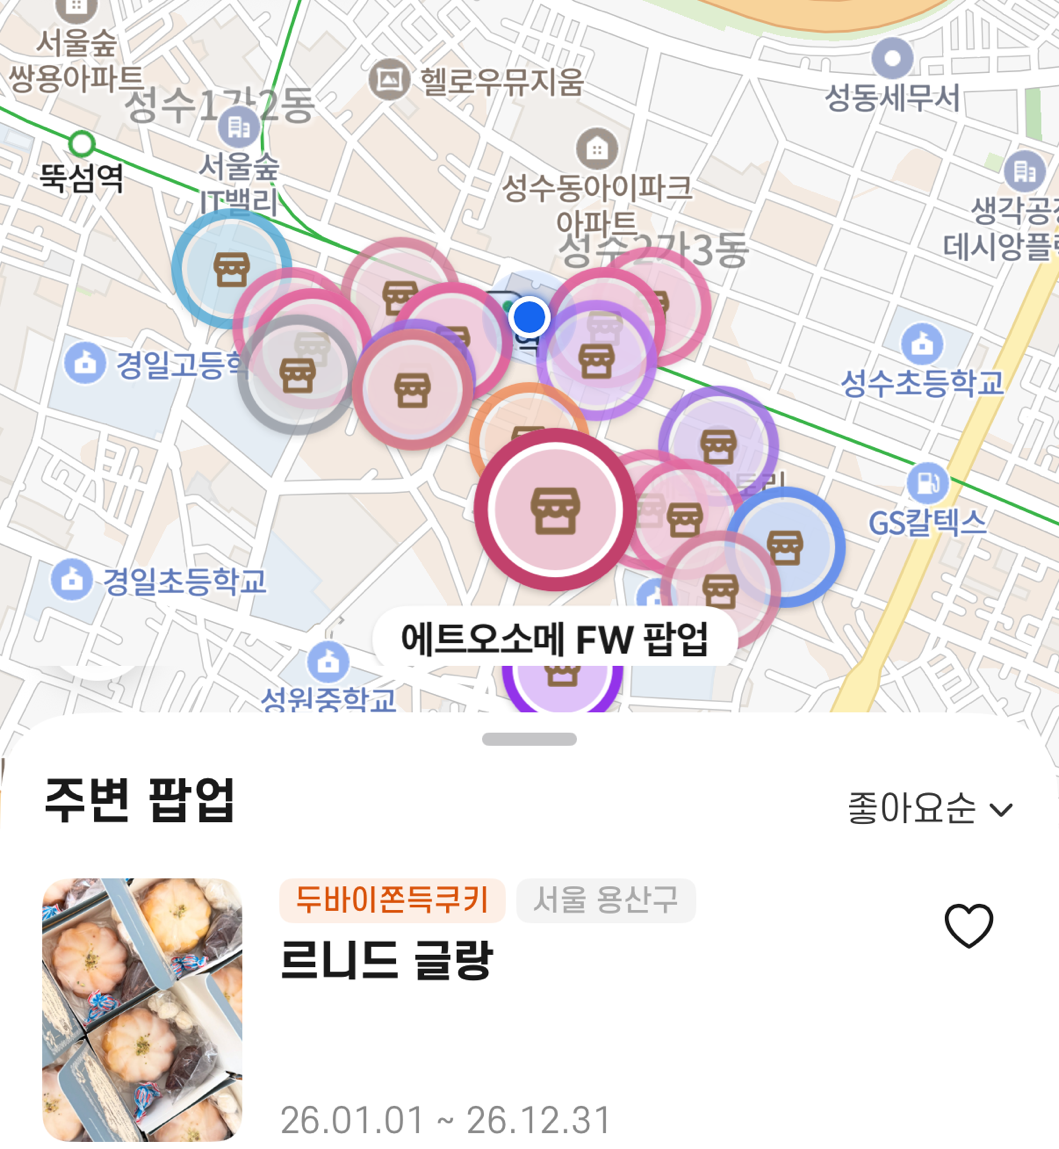 서울숲
쌍용아파트
헬로우뮤지움
성동세무서
성수1가2동
뚝섬역
서울숲
IT밸리
성수동아이파크
아파트
성수2가3동
데시앙플
경일고등학
성수초등학교
GS칼텍스
경일초등학교
에트오소메 FW 팝업
성원중학교
주변 팝업
좋아요순
두바이쫀득쿠키
서울 용산구
르니드 글랑
26.01.01 ~ 26.12.31